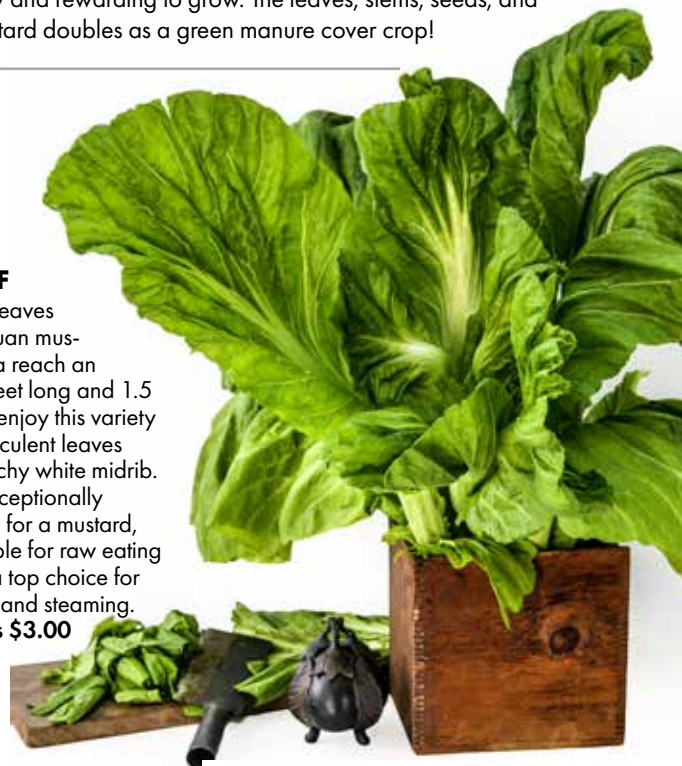 and rewarding to grow. The leaves, stems, seeds, and
tard doubles as a green manure cover crop!
F
eaves
uan mus-
a reach an
eet long and 1.5
enjoy this variety
culent leaves
chy white midrib.
ceptionally
for a mustard,
ble for raw eating
a top choice for
and steaming.
s $3.00